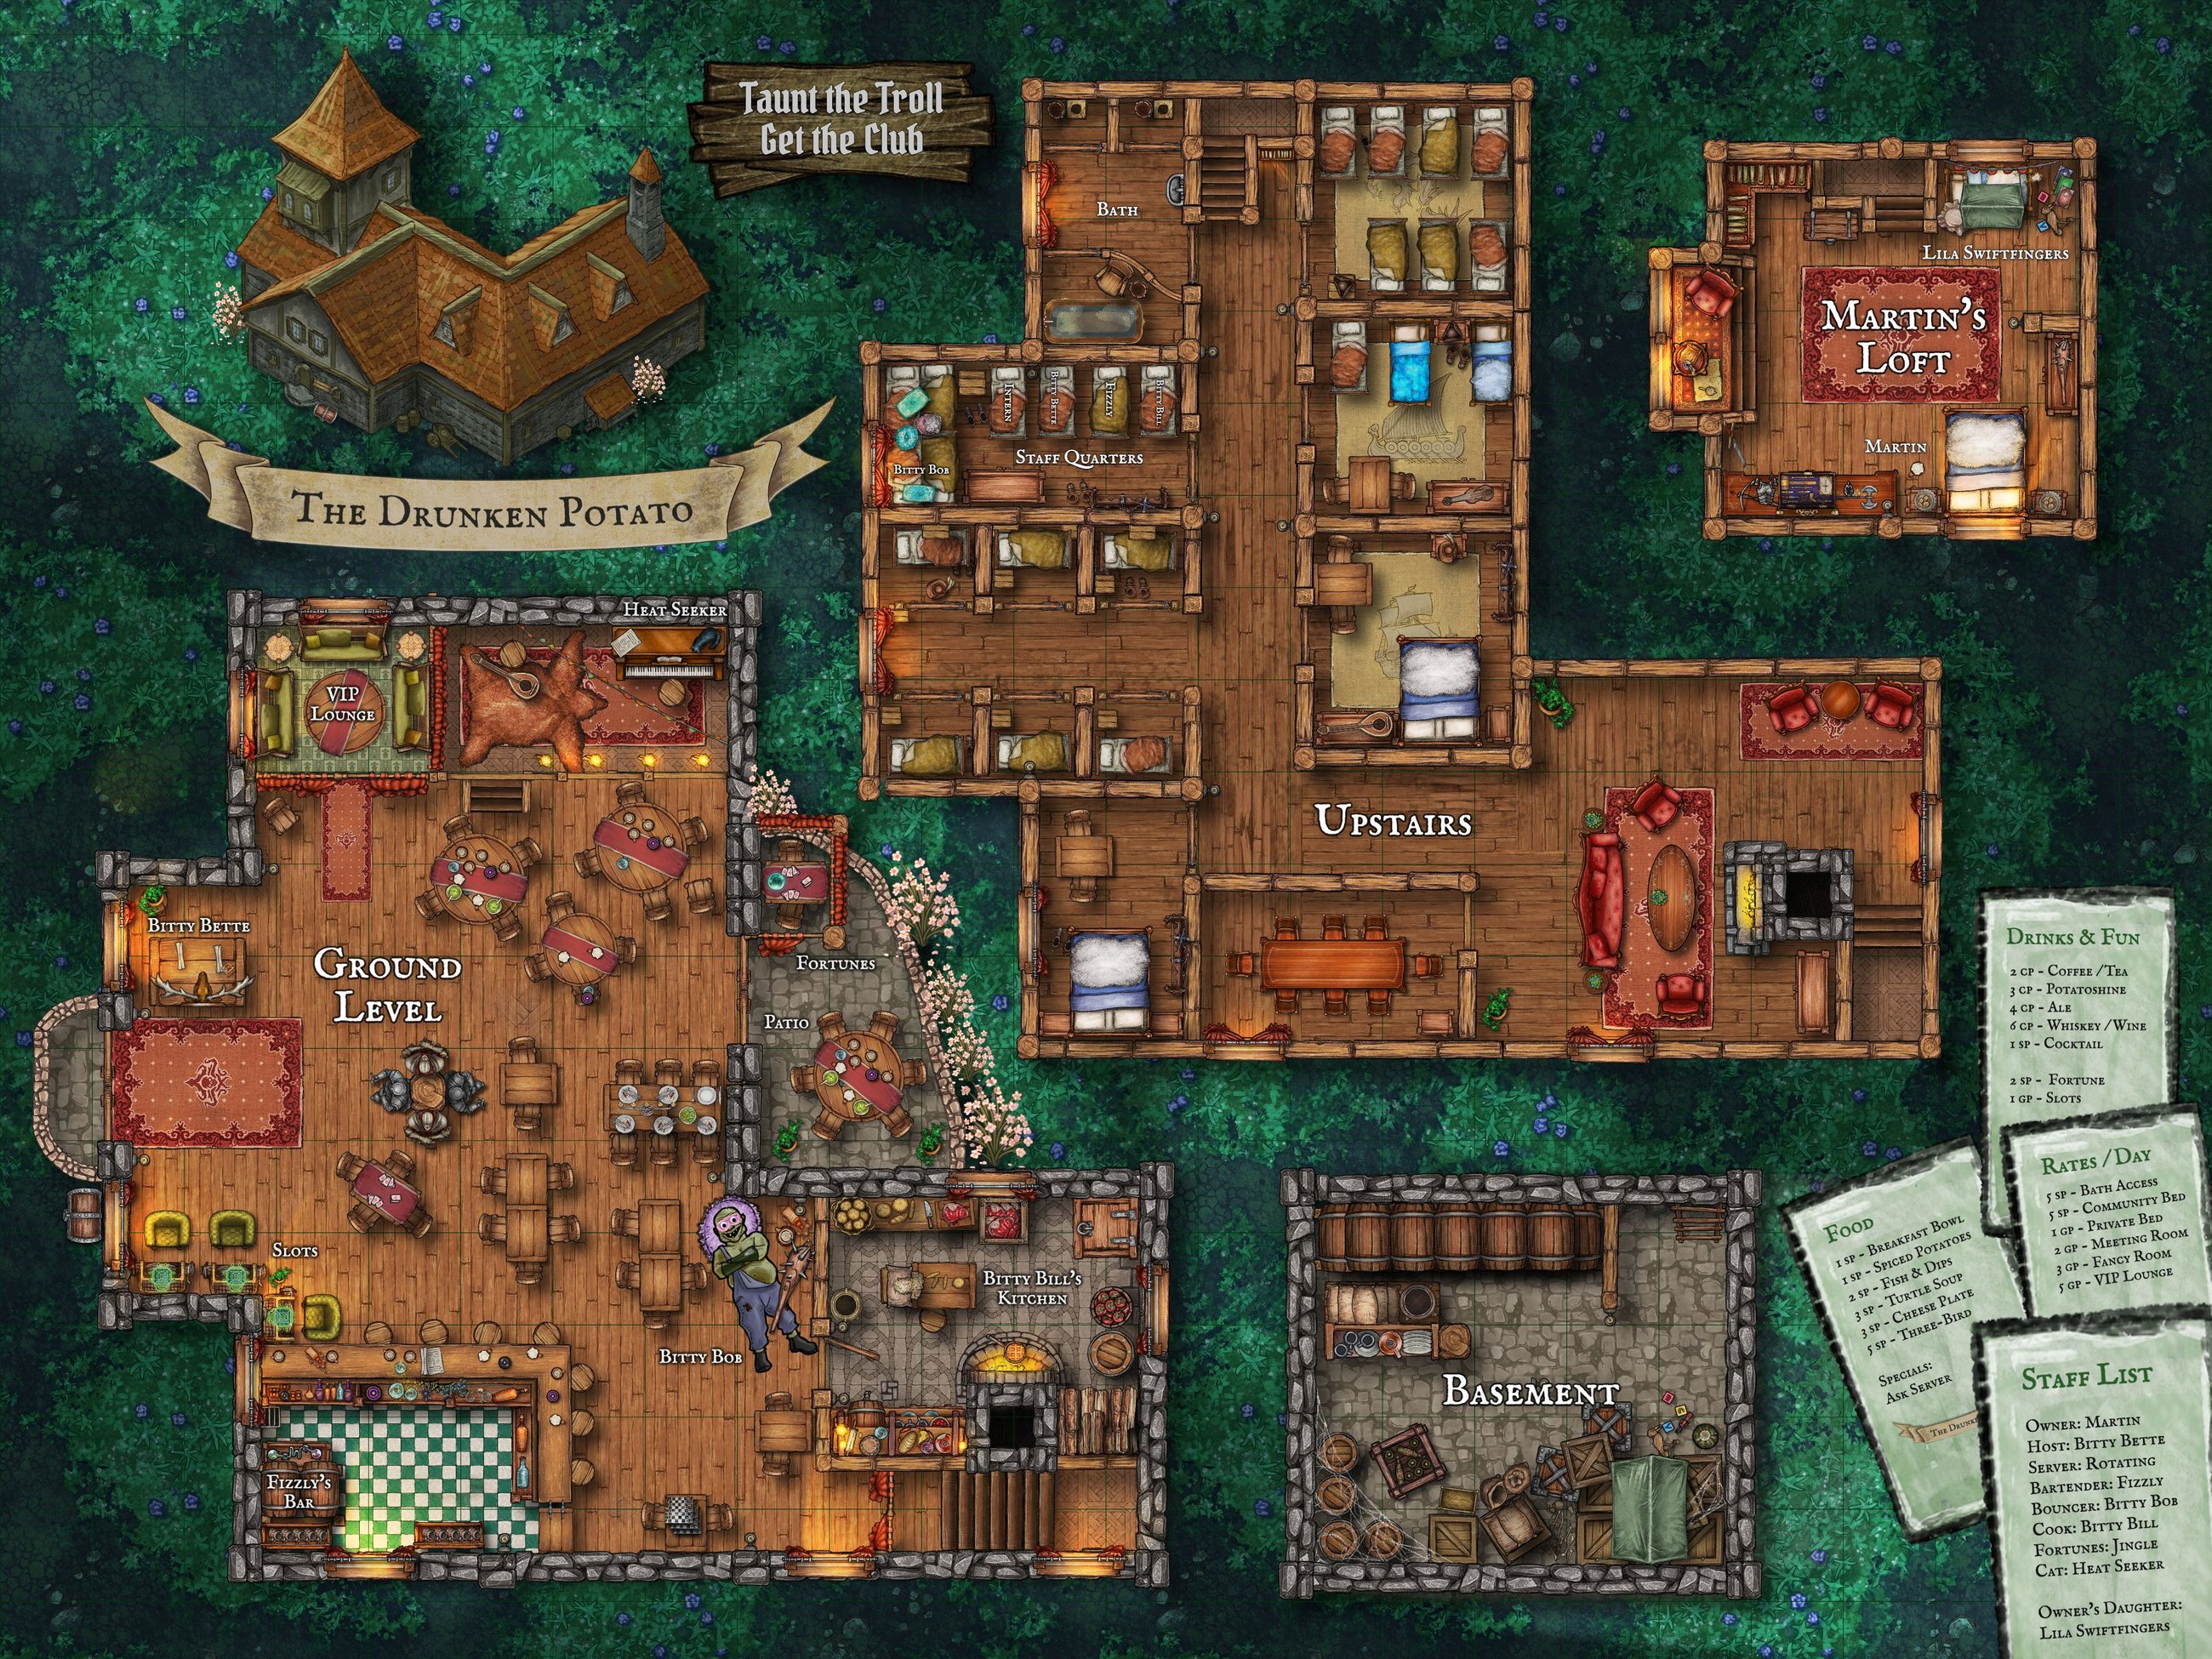 Taunt the Troll
Get the Club
The Drunken Potato
Bath
Intern
Bitty Bette
Fizzly
Bitty Bill
Bitty Bob
Staff Quarters
Upstairs
Lila Swiftfingers
Martin's
Loft
Martin
Heat Seeker
VIP
Lounge
Bitty Bette
Ground
Level
Fortunes
Patio
Slots
Bitty Bill's
Kitchen
Bitty Bob
Fizzly's
Bar
Basement
Drinks & Fun
2 cp - Coffee / Tea
3 cp - Potatoshine
4 cp - Ale
6 cp - Whiskey / Wine
1 sp - Cocktail
2 sp - Fortune
1 gp - Slots
Rates / Day
5 sp - Bath Access
5 sp - Community Bed
1 gp - Private Bed
2 gp - Meeting Room
3 gp - Fancy Room
5 gp - VIP Lounge
Food
1 sp - Breakfast Bowl
1 sp - Spiced Potatoes
2 sp - Fish & Dips
3 sp - Turtle Soup
3 sp - Cheese Plate
5 sp - Three-Bird
Specials:
Ask Server
The
Staff List
Owner: Martin
Host: Bitty Bette
Server: Rotating
Bartender: Fizzly
Bouncer: Bitty Bob
Cook: Bitty Bill
Fortunes: Jingle
Cat: Heat Seeker
Owner's Daughter:
Lila Swiftfingers